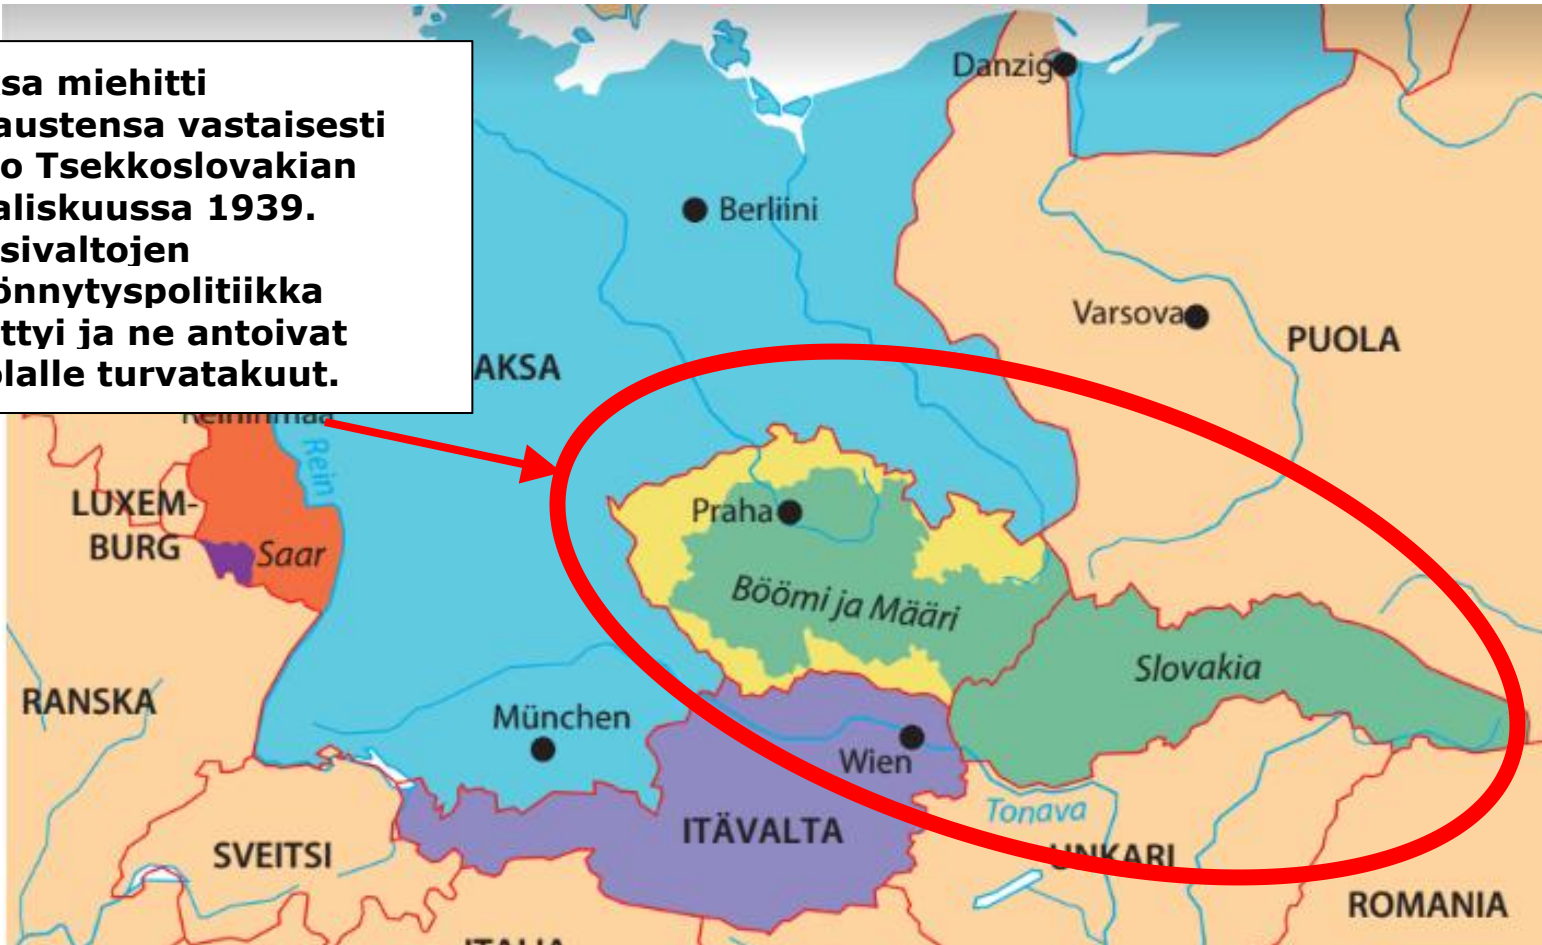 sa miehitti
austensa vastaisesti
o Tsekkoslovakian
aliskuussa 1939.
sivaltojen
önnytyspolitiikka
ttyi ja ne antoivat
olalle turvatakuut.
Danzig
Berliini
Varsova
PUOLA
AKSA
Rein
LUXEM-
BURG
Saar
Praha
Böömi ja Määri
Slovakia
RANSKA
München
Wien
Tonava
ITÄVALTA
SVEITSI
UNKARI
ROMANIA